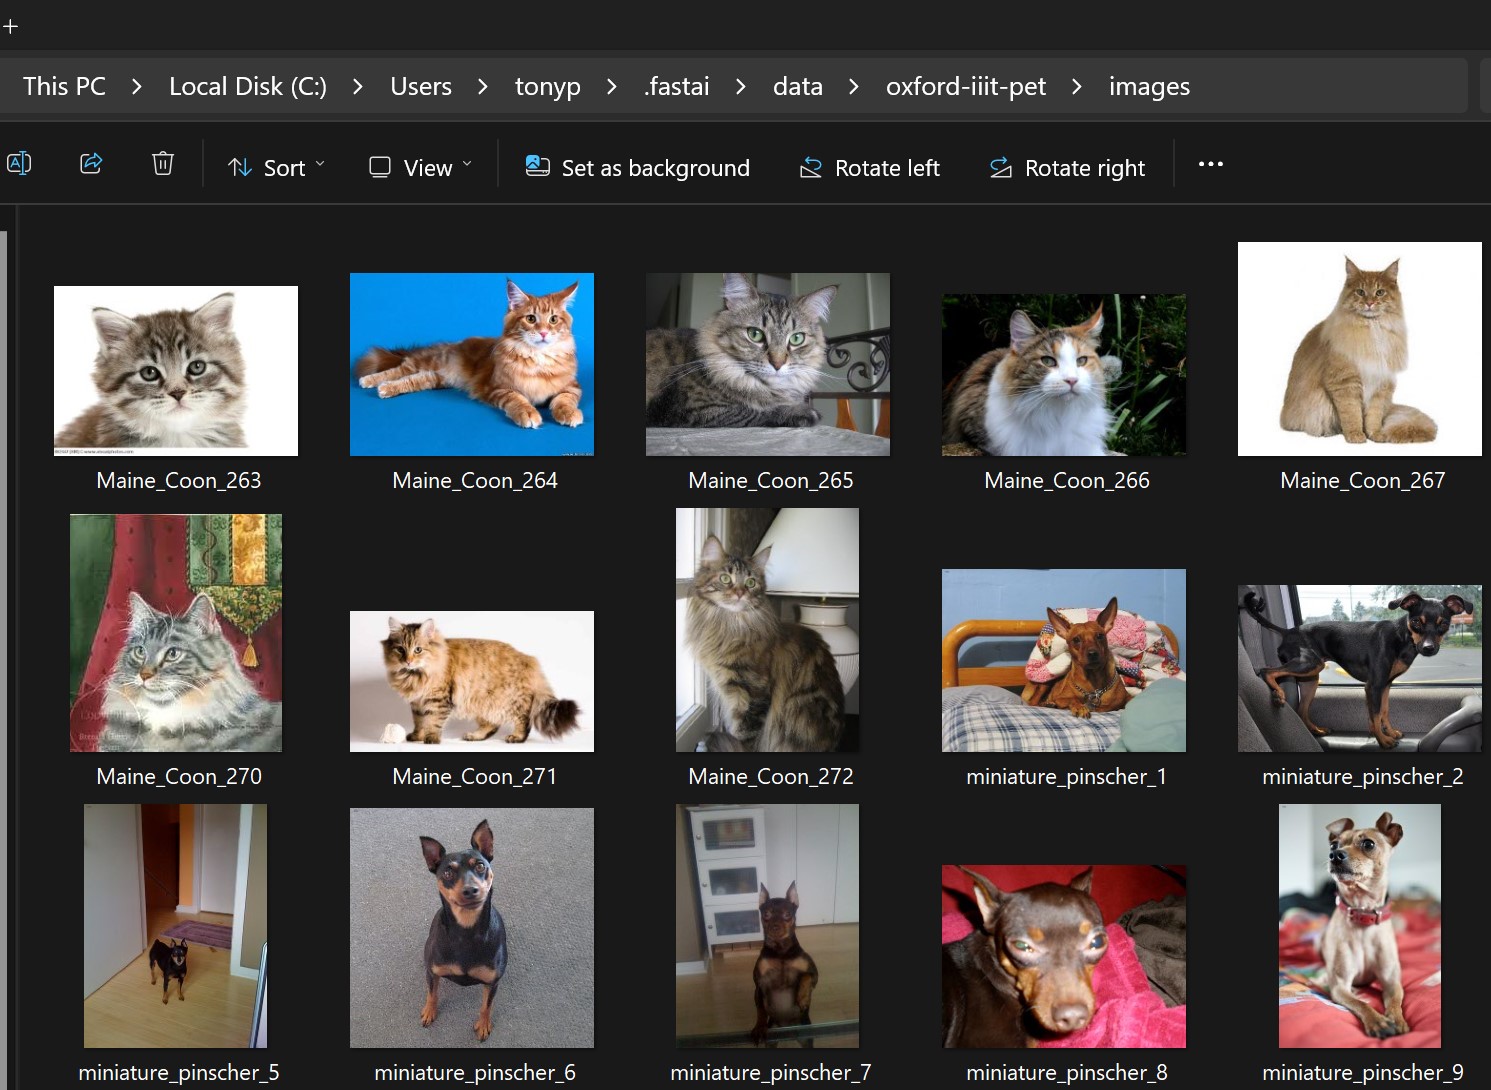 This PC > Local Disk (C:) > Users > tonyp > .fastai > data > oxford-iiit-pet > images
Sort View Set as background Rotate left Rotate right
Maine_Coon_263 Maine_Coon_264 Maine_Coon_265 Maine_Coon_266 Maine_Coon_267
Maine_Coon_270 Maine_Coon_271 Maine_Coon_272 miniature_pinscher_1 miniature_pinscher_2
miniature_pinscher_5 miniature_pinscher_6 miniature_pinscher_7 miniature_pinscher_8 miniature_pinscher_9